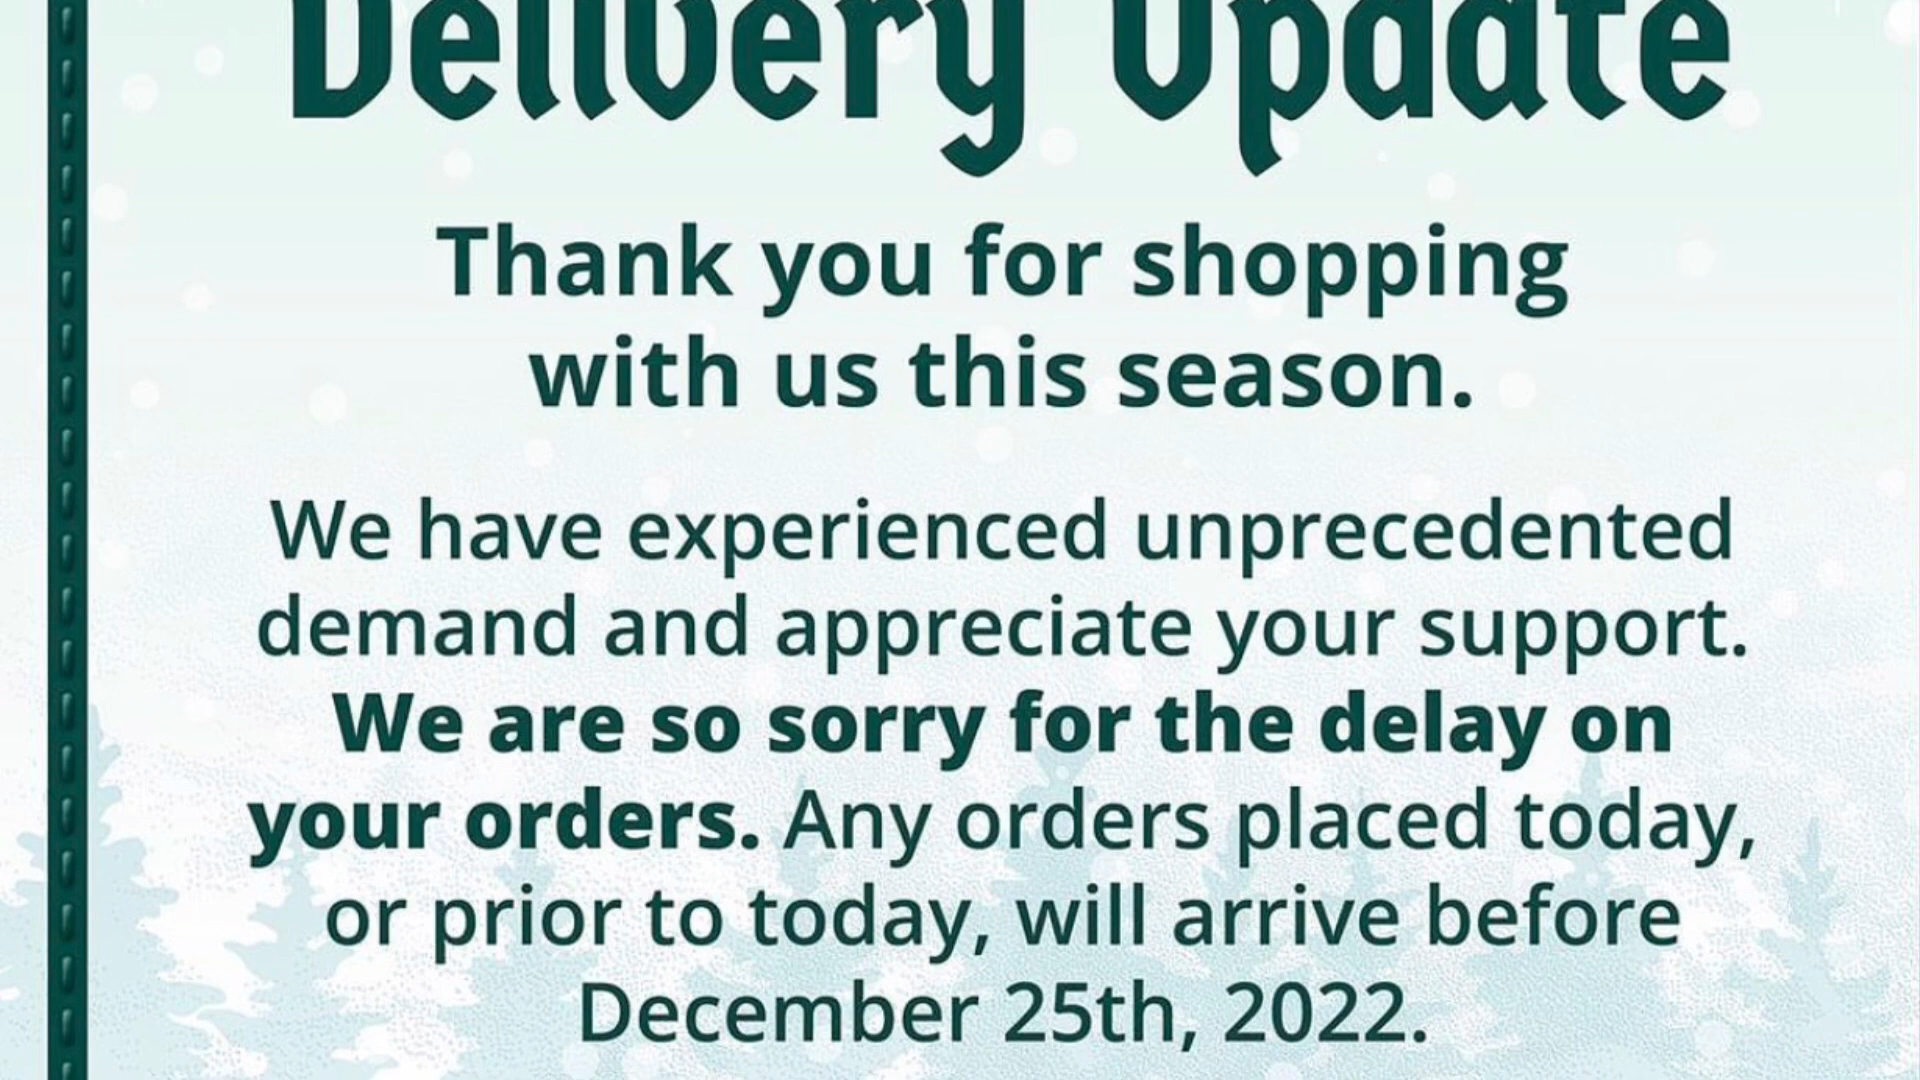 Delivery Update
Thank you for shopping
with us this season.
We have experienced unprecedented
demand and appreciate your support.
We are so sorry for the delay on
your orders. Any orders placed today,
or prior to today, will arrive before
December 25th, 2022.